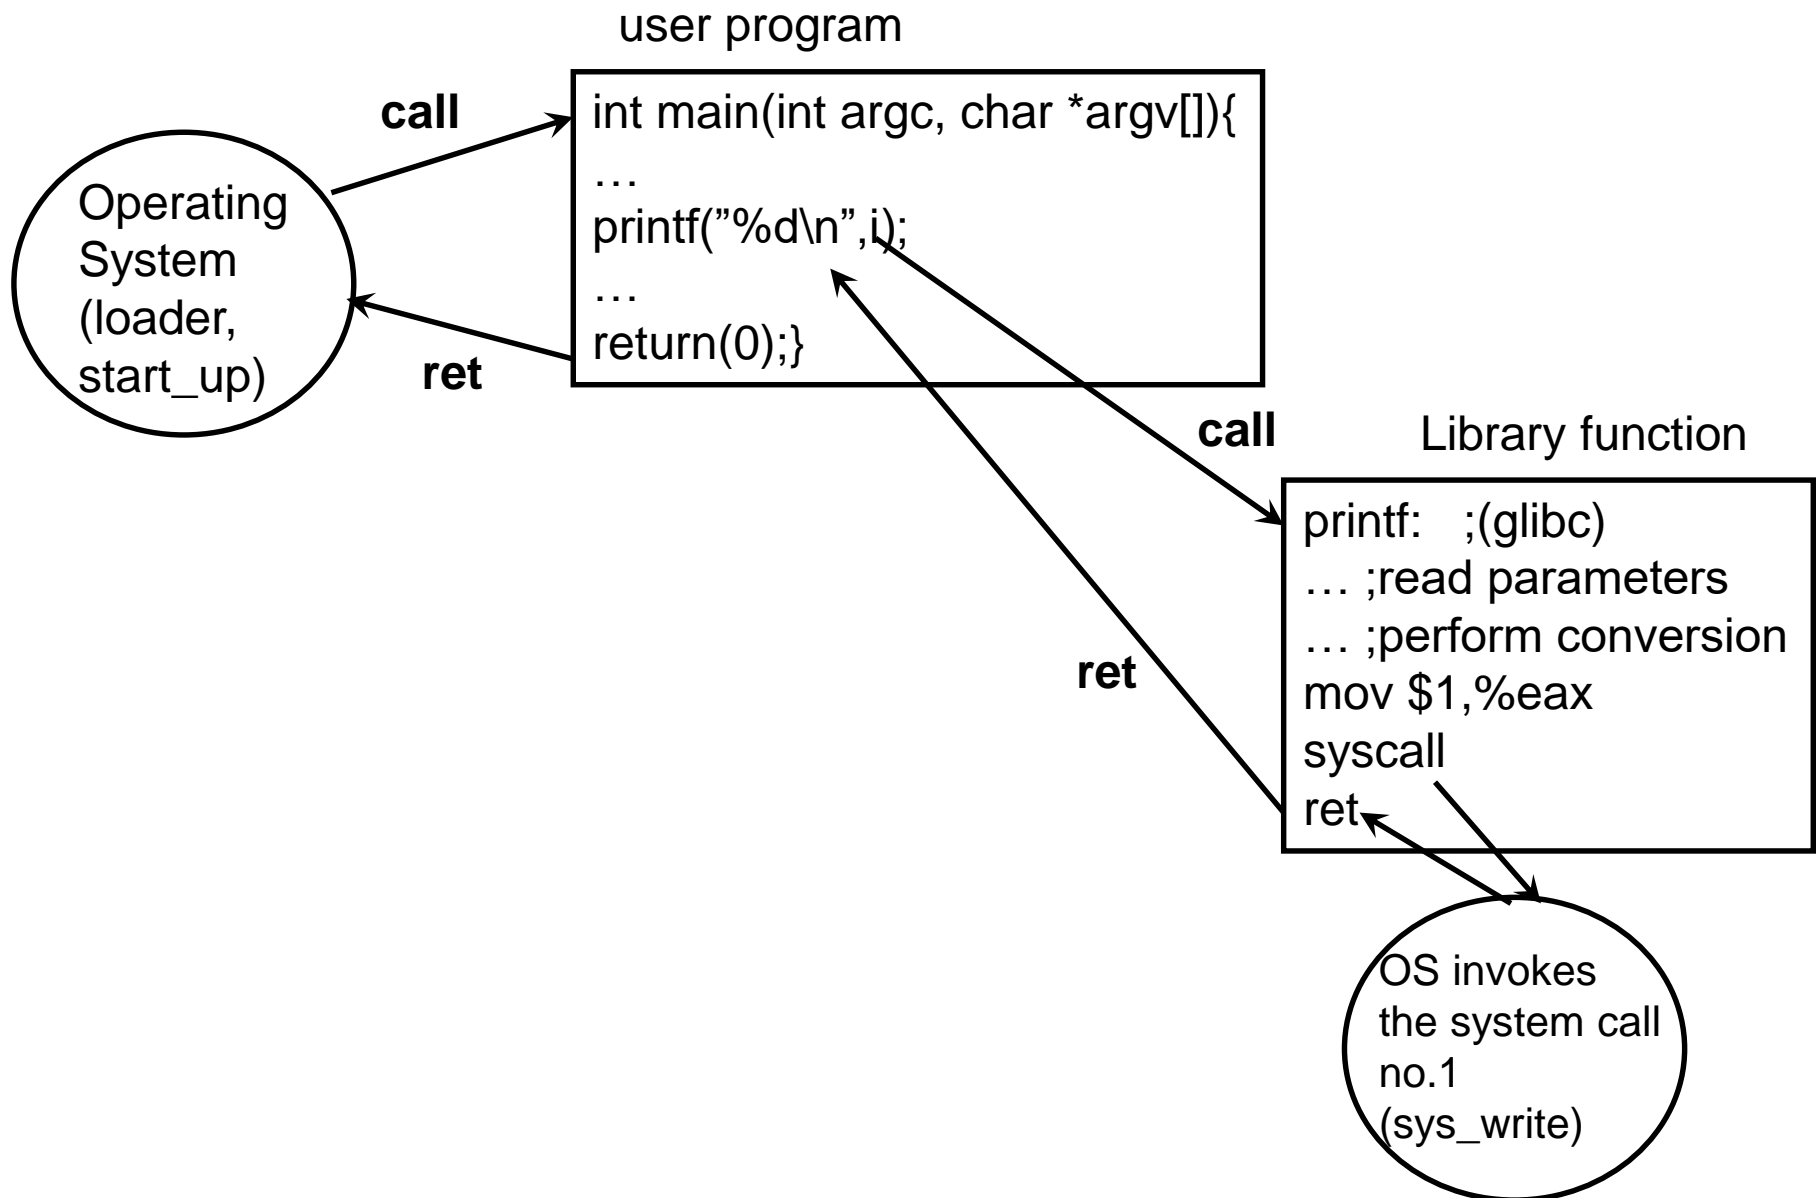 user program
call
int main(int argc, char *argv[]){
…
printf(”%d\n”,i);
…
return(0);}
Operating
System
(loader,
start_up)
ret
call
Library function
printf:   ;(glibc)
… ;read parameters
… ;perform conversion
mov $1,%eax
syscall
ret
ret
OS invokes
the system call
no.1
(sys_write)